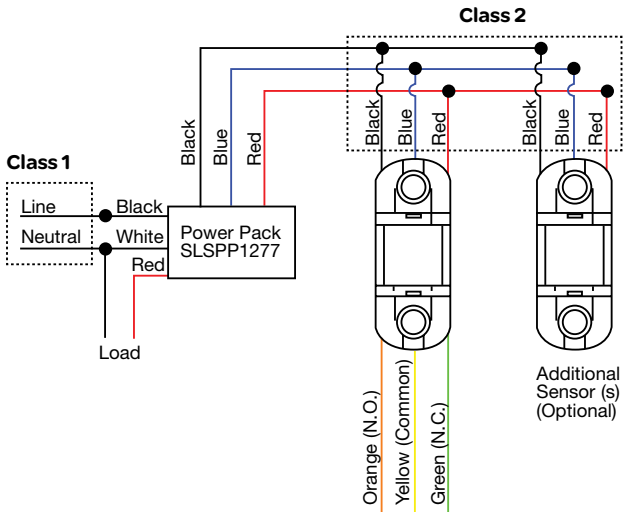 Class 2
Black
Blue
Red
Black
Blue
Red
Black
Blue
Red
Class 1
Line
Black
Neutral
White
Red
Power Pack
SLSPP1277
Load
Additional
Sensor (s)
(Optional)
Orange (N.O.)
Yellow (Common)
Green (N.C.)